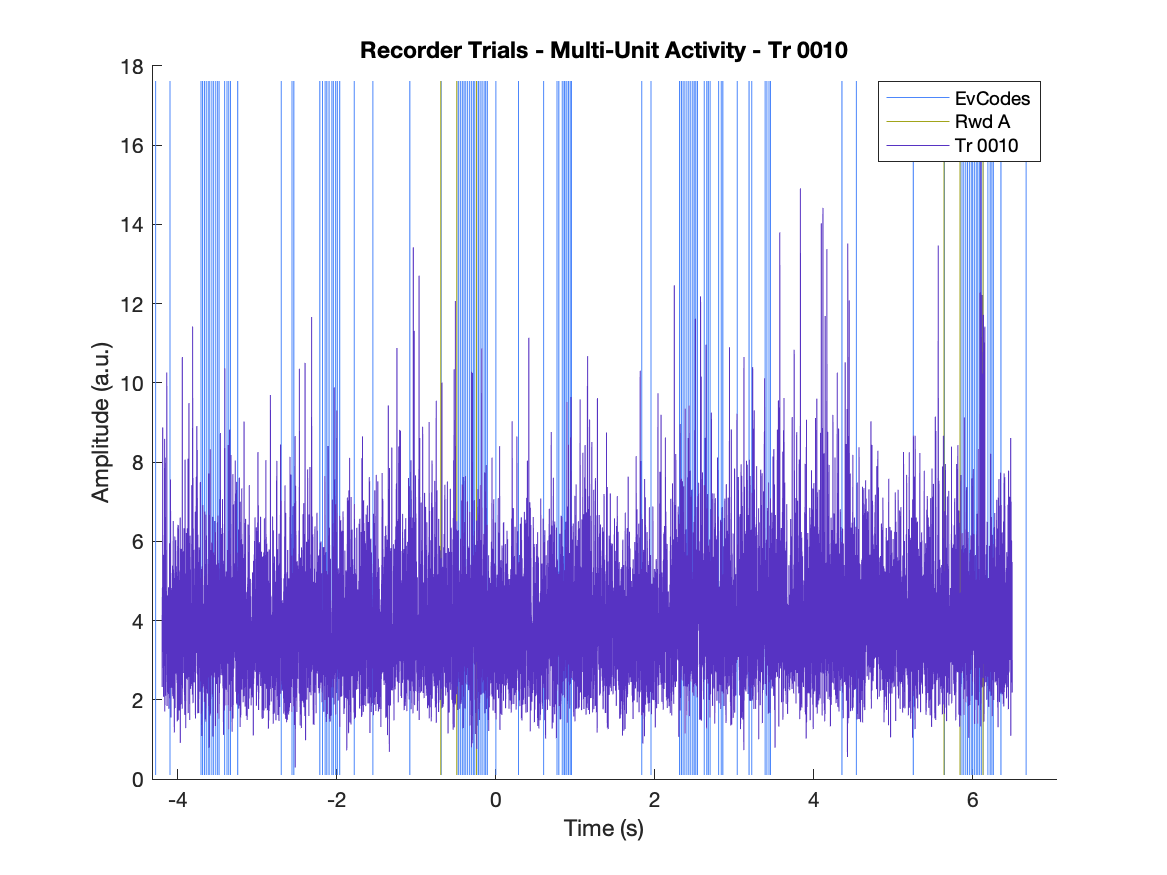 Recorder Trials - Multi-Unit Activity - Tr 0010
18
16
14
12
10
8
6
4
2
0
Amplitude (a.u.)
EvCodes
Rwd A
Tr 0010
-4 -2 0 2 4 6
Time (s)